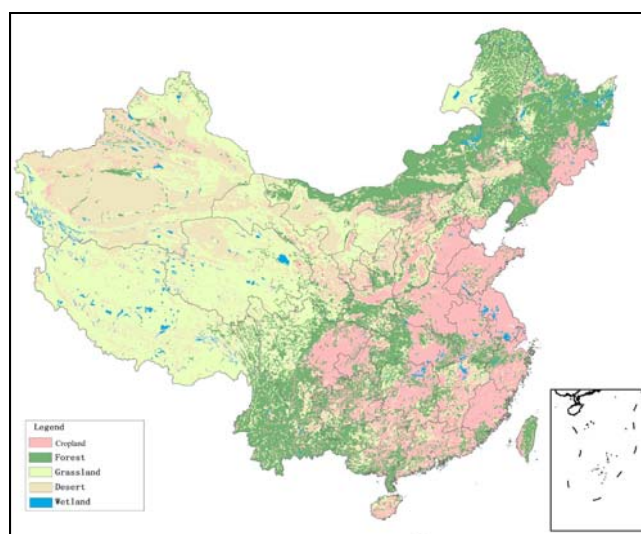 Legend
Cropland
Forest
Grassland
Desert
Wetland